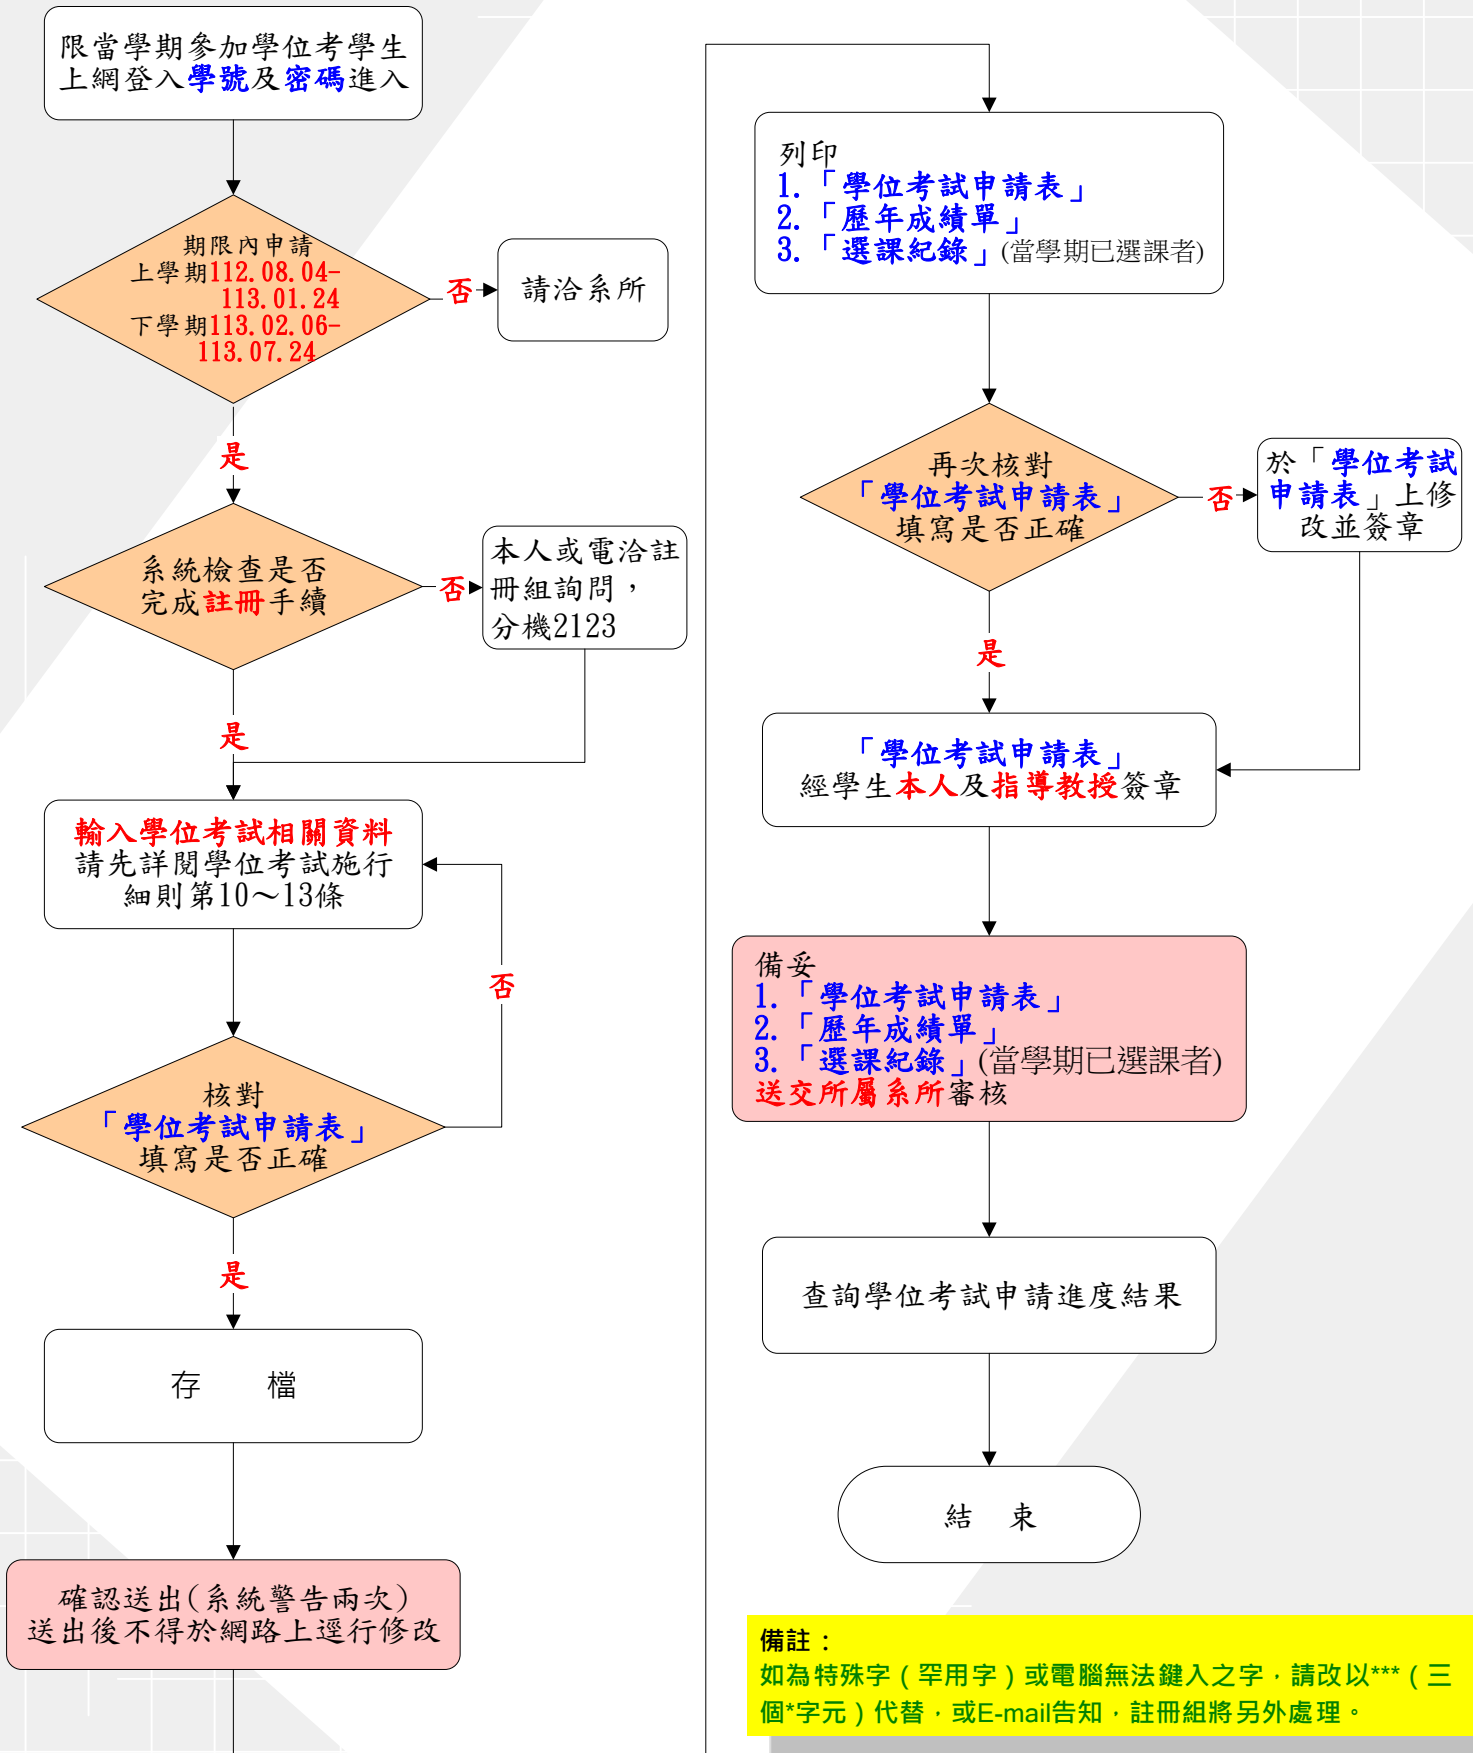 限當學期參加學位考學生
上網登入學號及密碼進入
期限內申請
上學期112.08.04-
113.01.24
下學期113.02.06-
113.07.24
否
請洽系所
是
系統檢查是否
完成註冊手續
否
本人或電洽註
冊組詢問，
分機2123
是
輸入學位考試相關資料
請先詳閱學位考試施行
細則第10～13條
否
核對
「學位考試申請表」
填寫是否正確
是
存 檔
確認送出(系統警告兩次)
送出後不得於網路上逕行修改
列印
1.「學位考試申請表」
2.「歷年成績單」
3.「選課紀錄」(當學期已選課者)
再次核對
「學位考試申請表」
填寫是否正確
否
於「學位考試
申請表」上修
改並簽章
是
「學位考試申請表」
經學生本人及指導教授簽章
備妥
1.「學位考試申請表」
2.「歷年成績單」
3.「選課紀錄」(當學期已選課者)
送交所屬系所審核
查詢學位考試申請進度結果
結 束
備註：
如為特殊字（罕用字）或電腦無法鍵入之字，請改以***（三
個*字元）代替，或E-mail告知，註冊組將另外處理。